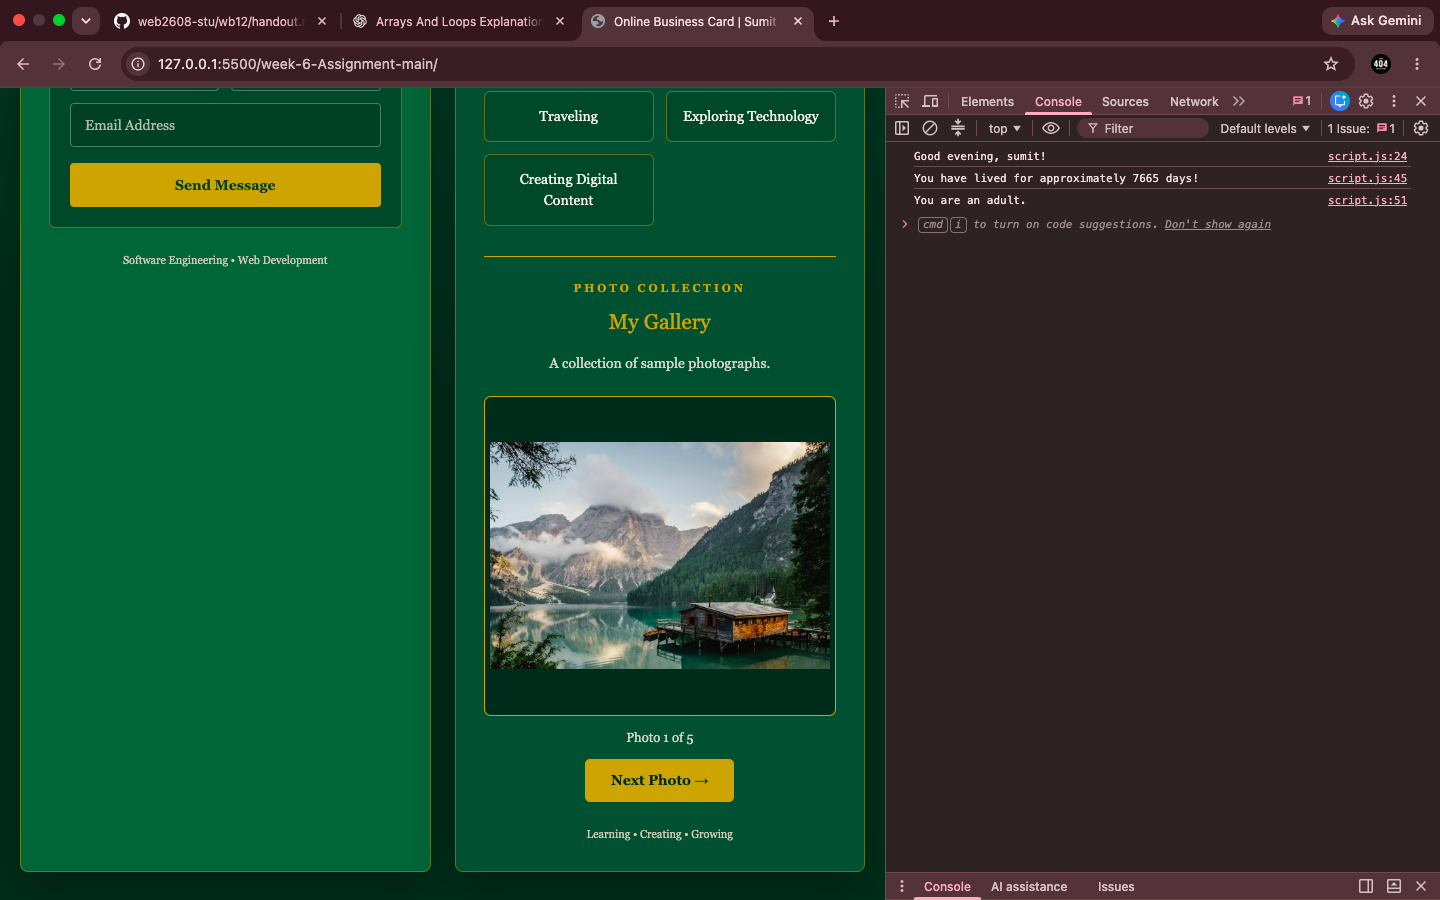 web2608-stu/wb12/handout.r
Arrays And Loops Explanation
Online Business Card | Sumit
Ask Gemini
127.0.0.1:5500/week-6-Assignment-main/
404
Email Address
Send Message
Software Engineering • Web Development
Traveling
Exploring Technology
Creating Digital
Content
PHOTO COLLECTION
My Gallery
A collection of sample photographs.
Photo 1 of 5
Next Photo →
Learning • Creating • Growing
Elements Console Sources Network 1
top Filter Default levels 1 Issue: 1
Good evening, sumit! script.js:24
You have lived for approximately 7665 days! script.js:45
You are an adult. script.js:51
cmd i to turn on code suggestions. Don't show again
Console AI assistance Issues